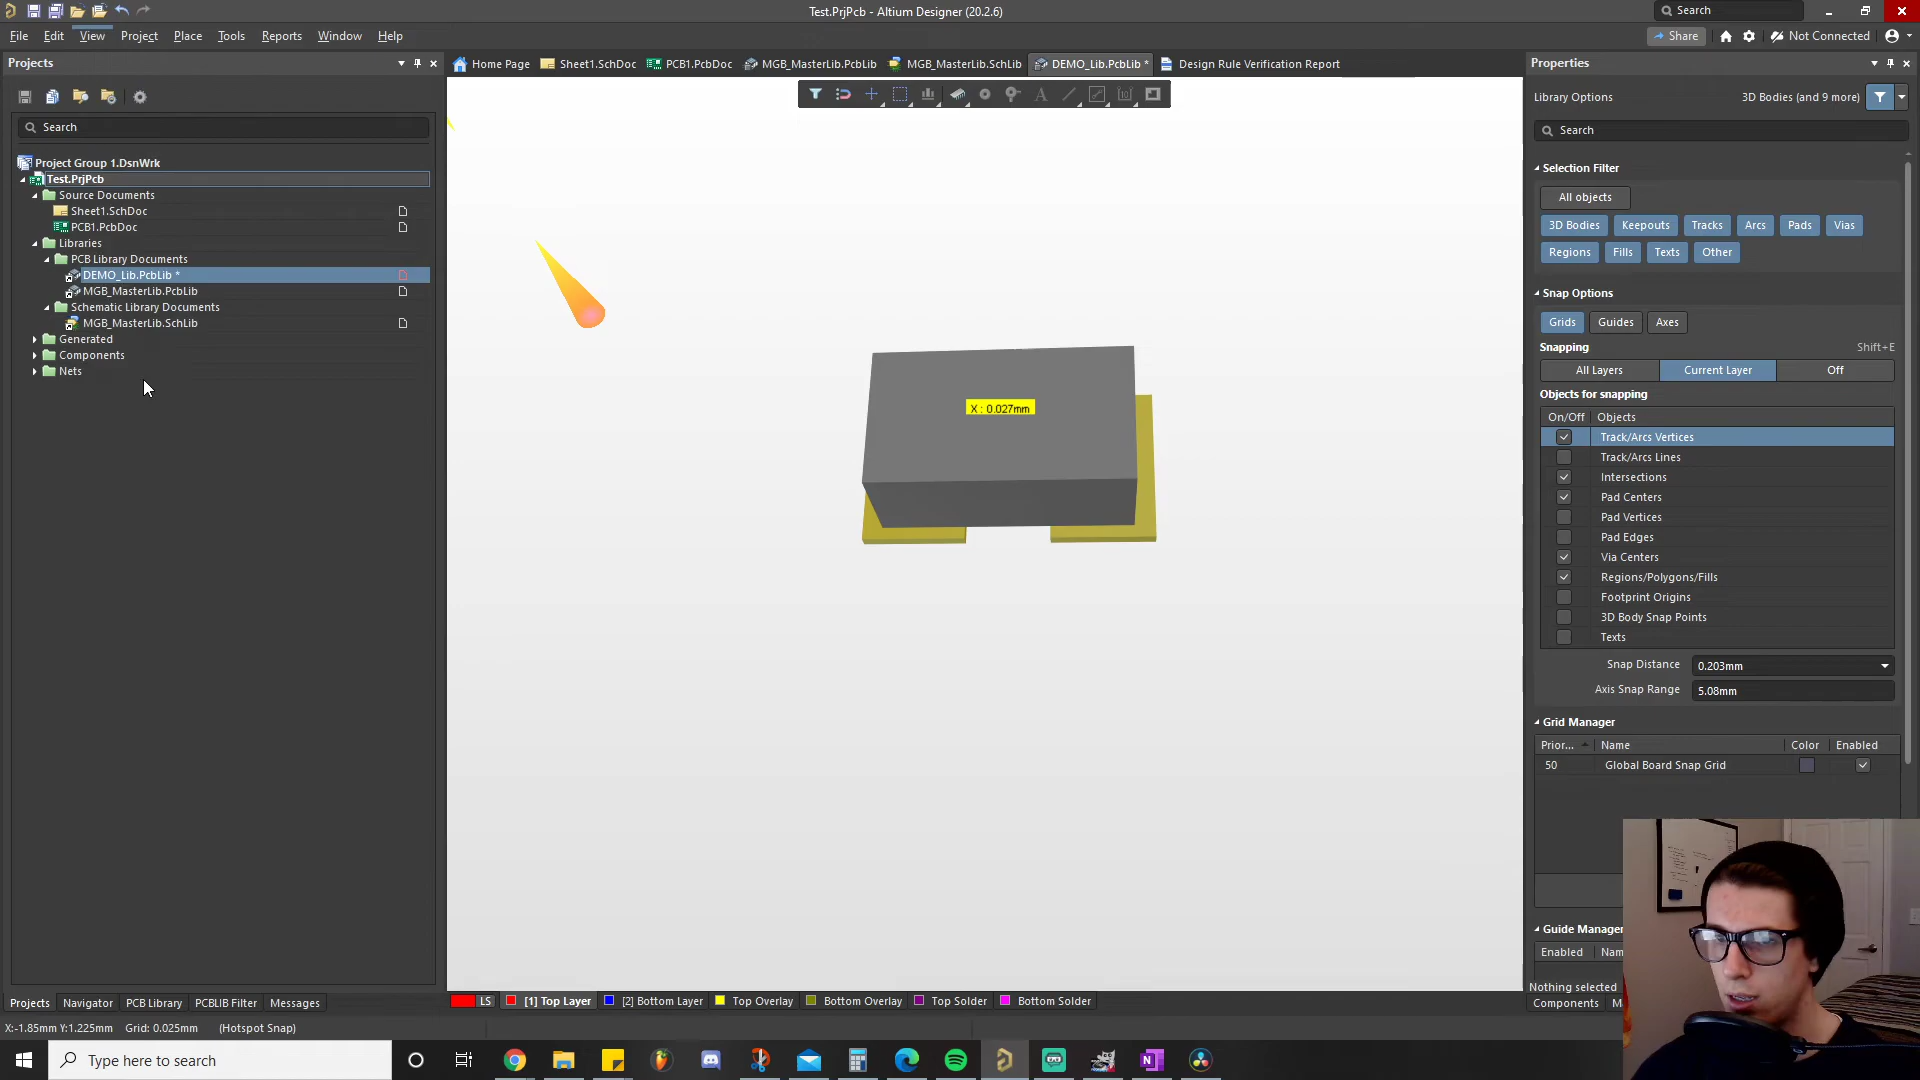 Test.PrjPcb - Altium Designer (20.2.6)
Search
File Edit View Project Place Tools Reports Window Help
Share
Not Connected
Projects
Search
Project Group 1.DsnWrk
Test.PrjPcb
Source Documents
Sheet1.SchDoc
PCB1.PcbDoc
Libraries
PCB Library Documents
DEMO_Lib.PcbLib *
MGB_MasterLib.PcbLib
Schematic Library Documents
MGB_MasterLib.SchLib
Generated
Components
Nets
Home Page Sheet1.SchDoc PCB1.PcbDoc MGB_MasterLib.PcbLib MGB_MasterLib.SchLib DEMO_Lib.PcbLib * Design Rule Verification Report
X : 0.027mm
Properties
Library Options 3D Bodies (and 9 more)
Search
Selection Filter
All objects
3D Bodies Keepouts Tracks Arcs Pads Vias
Regions Fills Texts Other
Snap Options
Grids Guides Axes
Snapping Shift+E
All Layers Current Layer Off
Objects for snapping
On/Off Objects
Track/Arcs Vertices
Track/Arcs Lines
Intersections
Pad Centers
Pad Vertices
Pad Edges
Via Centers
Regions/Polygons/Fills
Footprint Origins
3D Body Snap Points
Texts
Snap Distance 0.203mm
Axis Snap Range 5.08mm
Grid Manager
Prior... Name Color Enabled
50 Global Board Snap Grid
Guide Manager
Enabled
Nothing selected
Components
Projects Navigator PCB Library PCBLIB Filter Messages
LS [1] Top Layer [2] Bottom Layer Top Overlay Bottom Overlay Top Solder Bottom Solder
X:-1.85mm Y:1.225mm Grid: 0.025mm (Hotspot Snap)
Type here to search